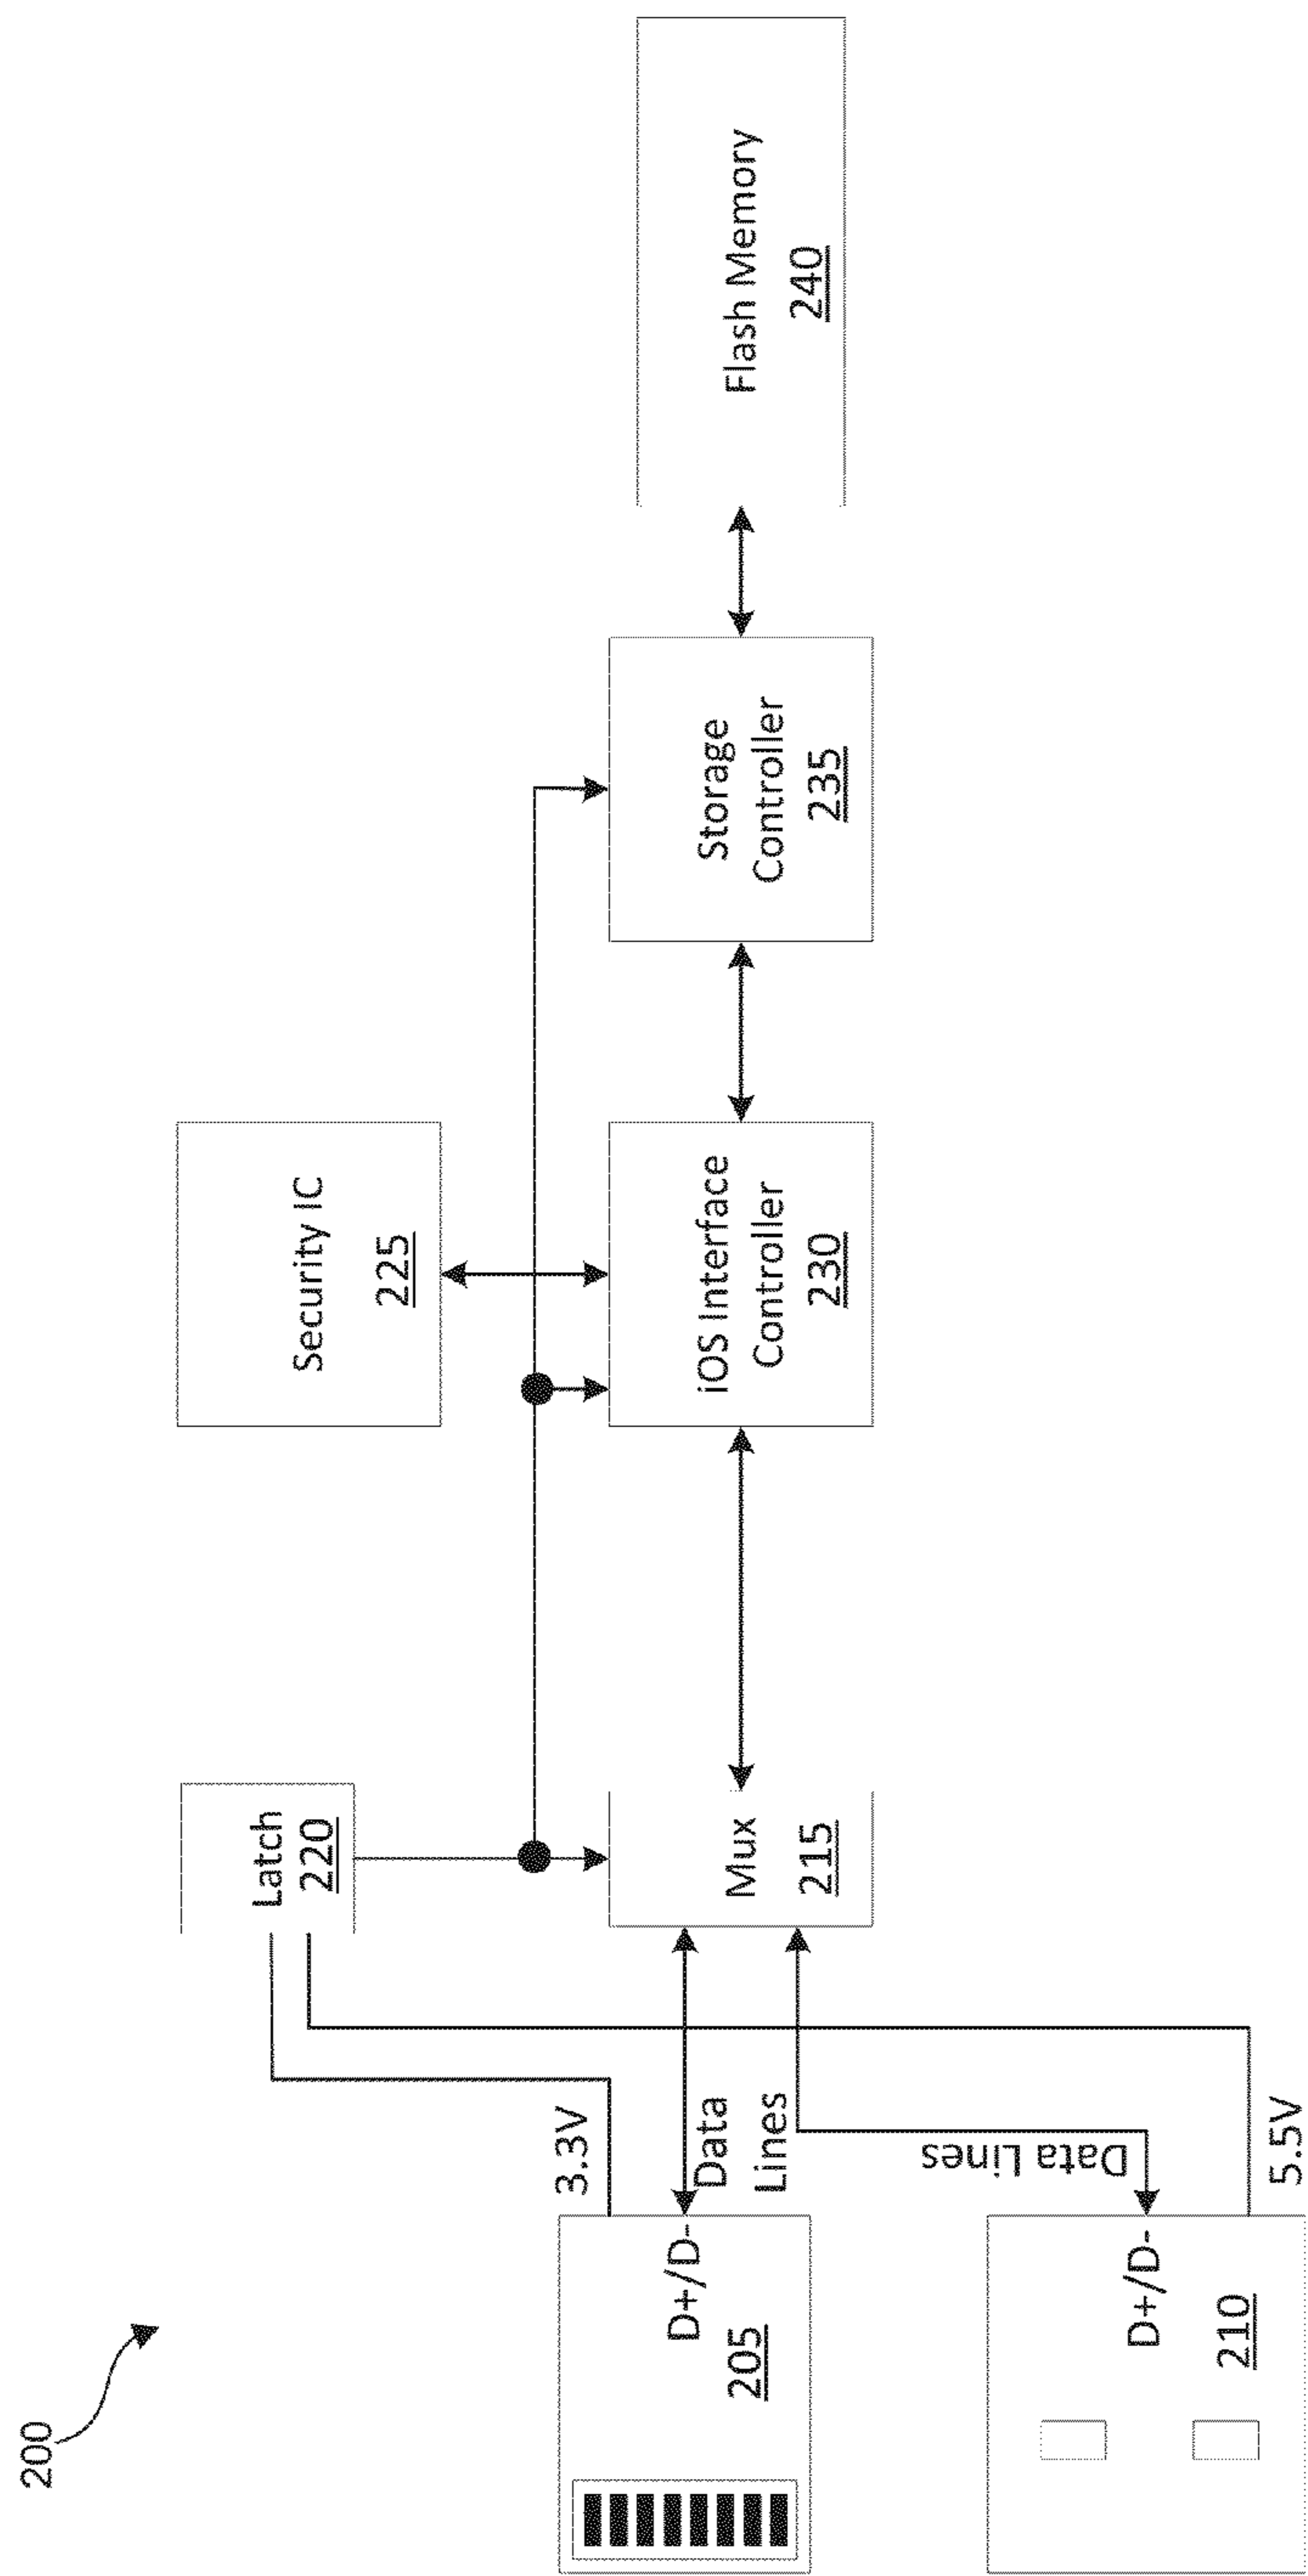 200
Latch
220
Security IC
225
3.3V
5.5V
D+/D-
205
Data
Lines
Data Lines
D+/D-
210
Mux
215
iOS Interface
Controller
230
Storage
Controller
235
Flash Memory
240